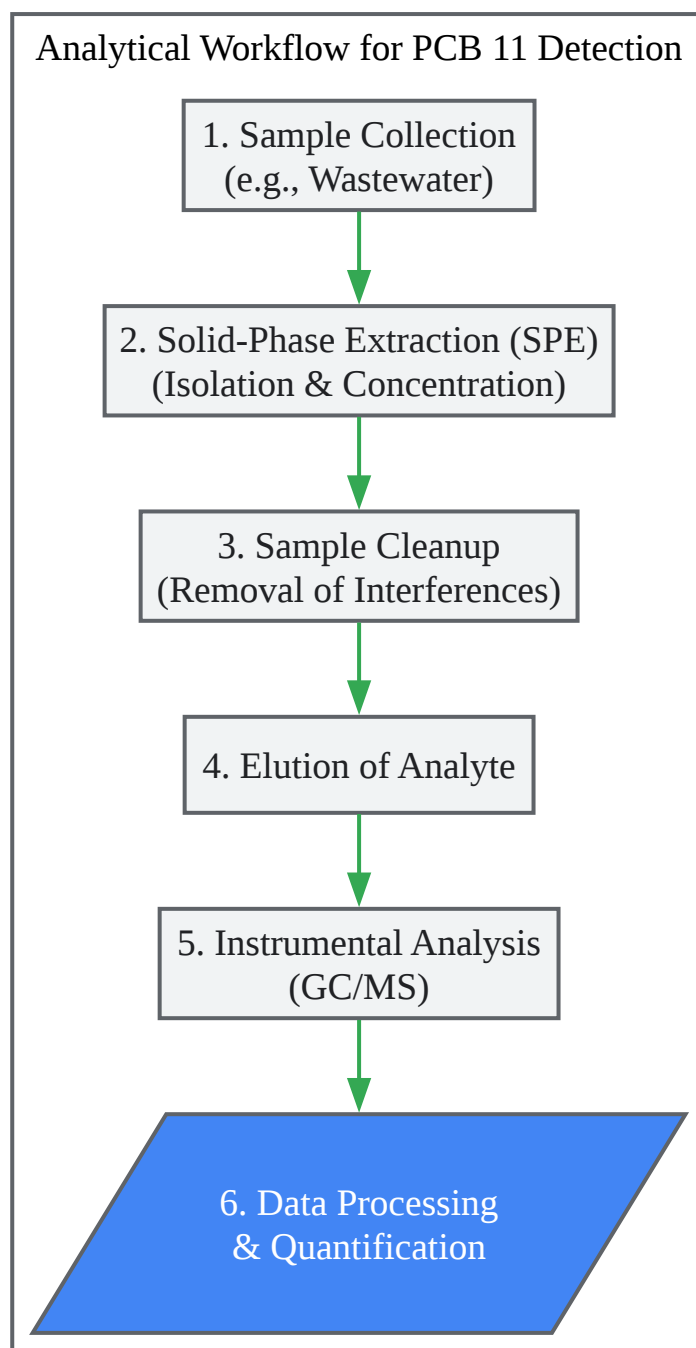 Analytical Workflow for PCB 11 Detection
1. Sample Collection
(e.g., Wastewater)
2. Solid-Phase Extraction (SPE)
(Isolation & Concentration)
3. Sample Cleanup
(Removal of Interferences)
4. Elution of Analyte
5. Instrumental Analysis
(GC/MS)
6. Data Processing
& Quantification